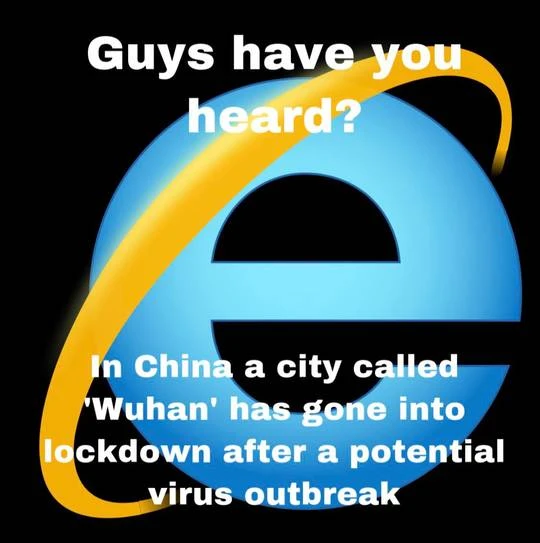 Guys have you
heard?
In China a city called
'Wuhan' has gone into
lockdown after a potential
virus outbreak